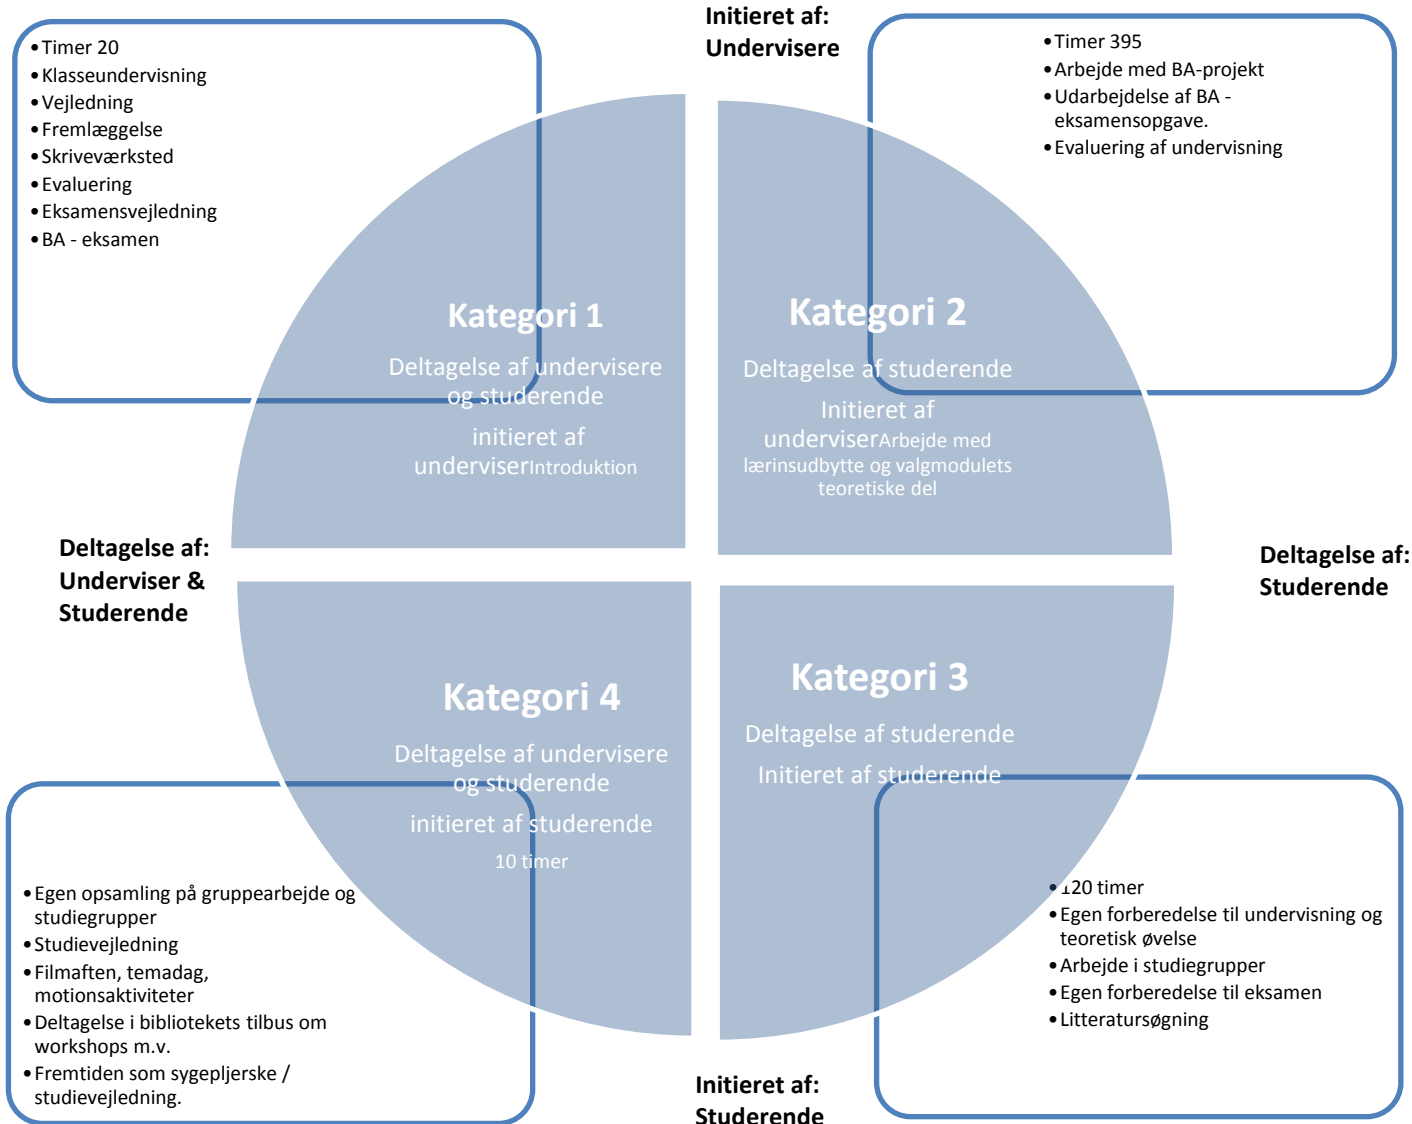 Initieret af:
Undervisere
•Timer 20
•Klasseundervisning
•Vejledning
•Fremlæggelse
•Skriveværksted
•Evaluering
•Eksamensvejledning
•BA - eksamen
•Timer 395
•Arbejde med BA-projekt
•Udarbejdelse af BA -
eksamensopgave.
•Evaluering af undervisning
Kategori 1
Deltagelse af undervisere
og studerende
initieret af
underviserIntroduktion
Kategori 2
Deltagelse af studerende
Initieret af
underviserArbejde med
lærinsudbytte og valgmodulets
teoretiske del
Deltagelse af:
Underviser &
Studerende
Deltagelse af:
Studerende
Kategori 4
Deltagelse af undervisere
og studerende
initieret af studerende
10 timer
Kategori 3
Deltagelse af studerende
Initieret af studerende
•Egen opsamling på gruppearbejde og
studiegrupper
•Studievejledning
•Filmaften, temadag,
motionsaktiviteter
•Deltagelse i bibliotekets tilbus om
workshops m.v.
•Fremtiden som sygepljerske /
studievejledning.
•120 timer
•Egen forberedelse til undervisning og
teoretisk øvelse
•Arbejde i studiegrupper
•Egen forberedelse til eksamen
•Litteratursøgning
Initieret af:
Studerende